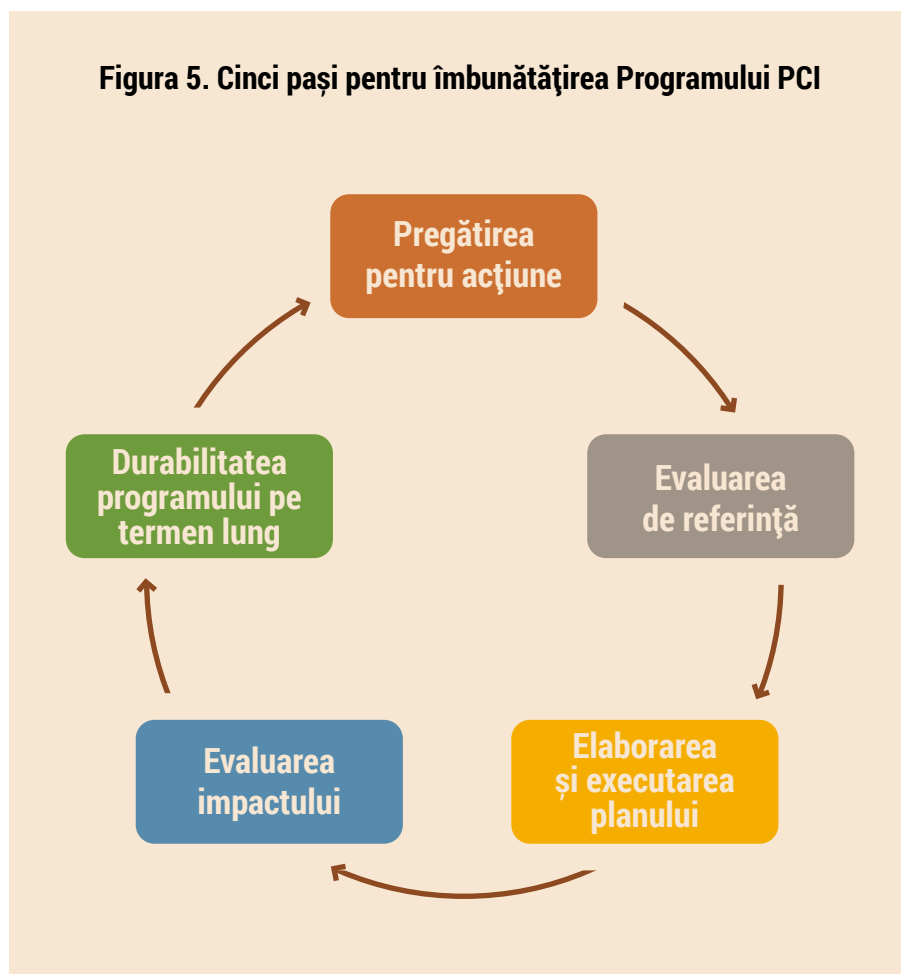 Figura 5. Cinci pași pentru îmbunătăţirea Programului PCI
Pregătirea
pentru acţiune
Evaluarea
de referinţă
Elaborarea
și executarea
planului
Evaluarea
impactului
Durabilitatea
programului pe
termen lung